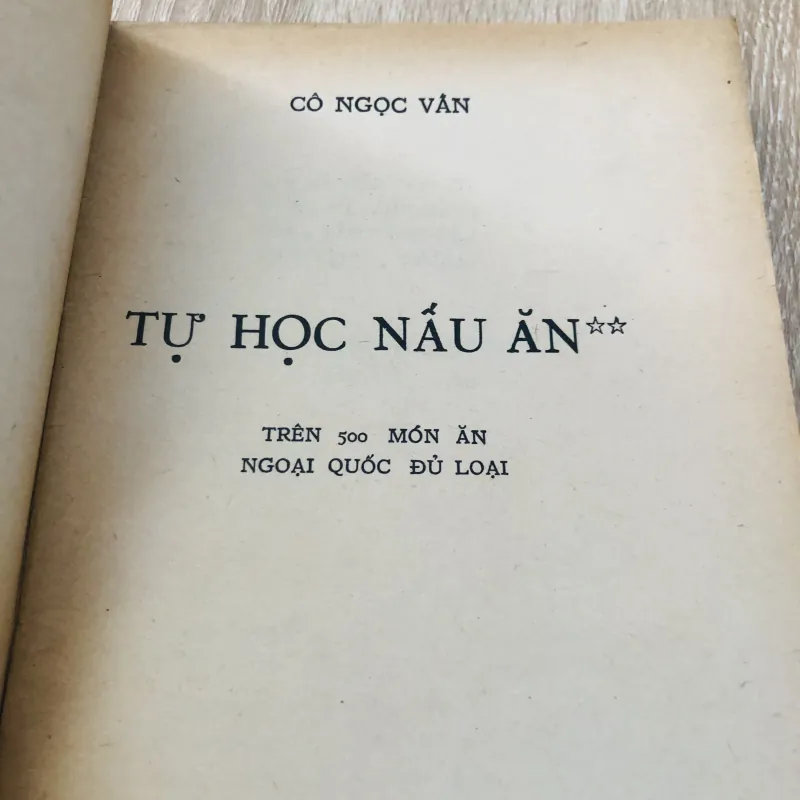 CÔ NGỌC VÂN
TỰ HỌC NẤU ĂN☆☆
TRÊN 500 MÓN ĂN
NGOẠI QUỐC ĐỦ LOẠI